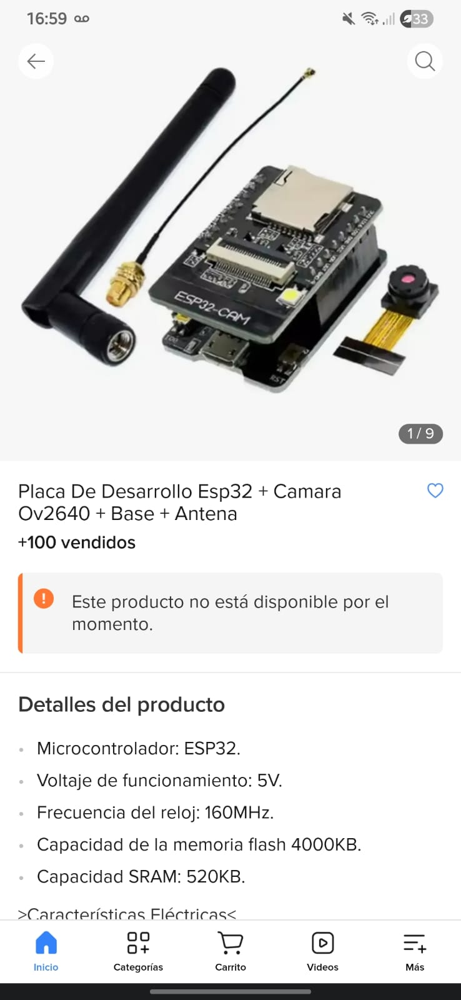 16:59
33
ESP32-CAM
IO0
RST
1 / 9
Placa De Desarrollo Esp32 + Camara
Ov2640 + Base + Antena
+100 vendidos
Este producto no está disponible por el
momento.
Detalles del producto
Microcontrolador: ESP32.
Voltaje de funcionamiento: 5V.
Frecuencia del reloj: 160MHz.
Capacidad de la memoria flash 4000KB.
Capacidad SRAM: 520KB.
>Características Eléctricas<
Inicio
Categorías
Carrito
Videos
Más